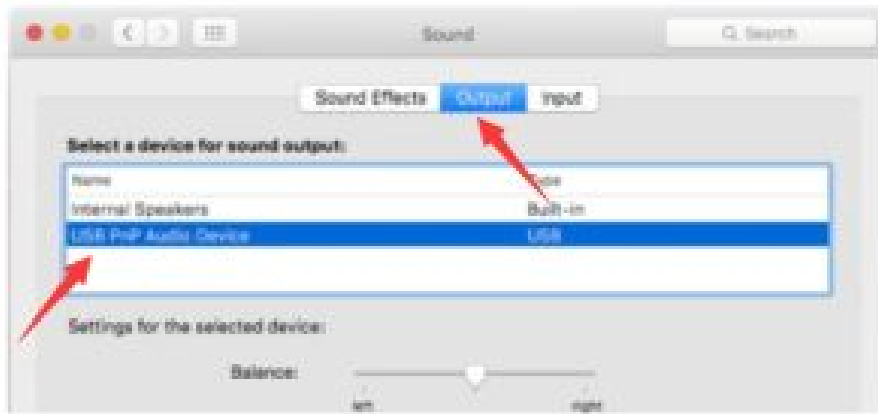 Sound
Search
Sound Effects Output Input
Select a device for sound output:
Name Type
Internal Speakers Built-in
USB PnP Audio Device USB
Settings for the selected device:
Balance:
left right